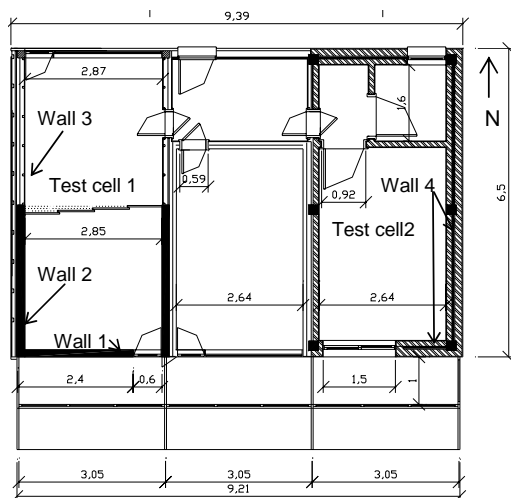 9,39
2,87
N
Wall 3
1,6
Test cell 1
0,59
0,92
Wall 4
6,5
2,85
Test cell2
Wall 2
2,64
2,64
Wall 1
2,4
0,6
1,5
1
3,05
3,05
3,05
9,21